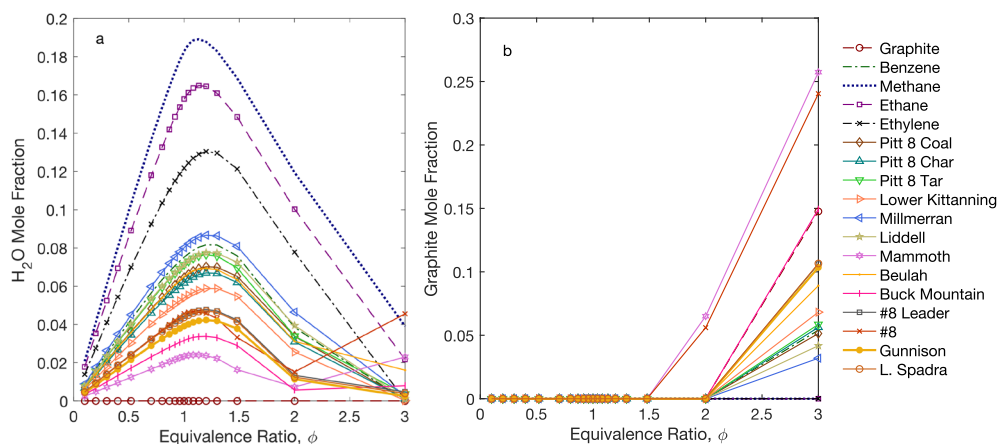 a
H2O Mole Fraction
0.2
0.18
0.16
0.14
0.12
0.1
0.08
0.06
0.04
0.02
0
0 0.5 1 1.5 2 2.5 3
Equivalence Ratio, ϕ
b
Graphite Mole Fraction
0.3
0.25
0.2
0.15
0.1
0.05
0
0 0.5 1 1.5 2 2.5 3
Equivalence Ratio, ϕ
Graphite
Benzene
Methane
Ethane
Ethylene
Pitt 8 Coal
Pitt 8 Char
Pitt 8 Tar
Lower Kittanning
Millmerran
Liddell
Mammoth
Beulah
Buck Mountain
#8 Leader
#8
Gunnison
L. Spadra